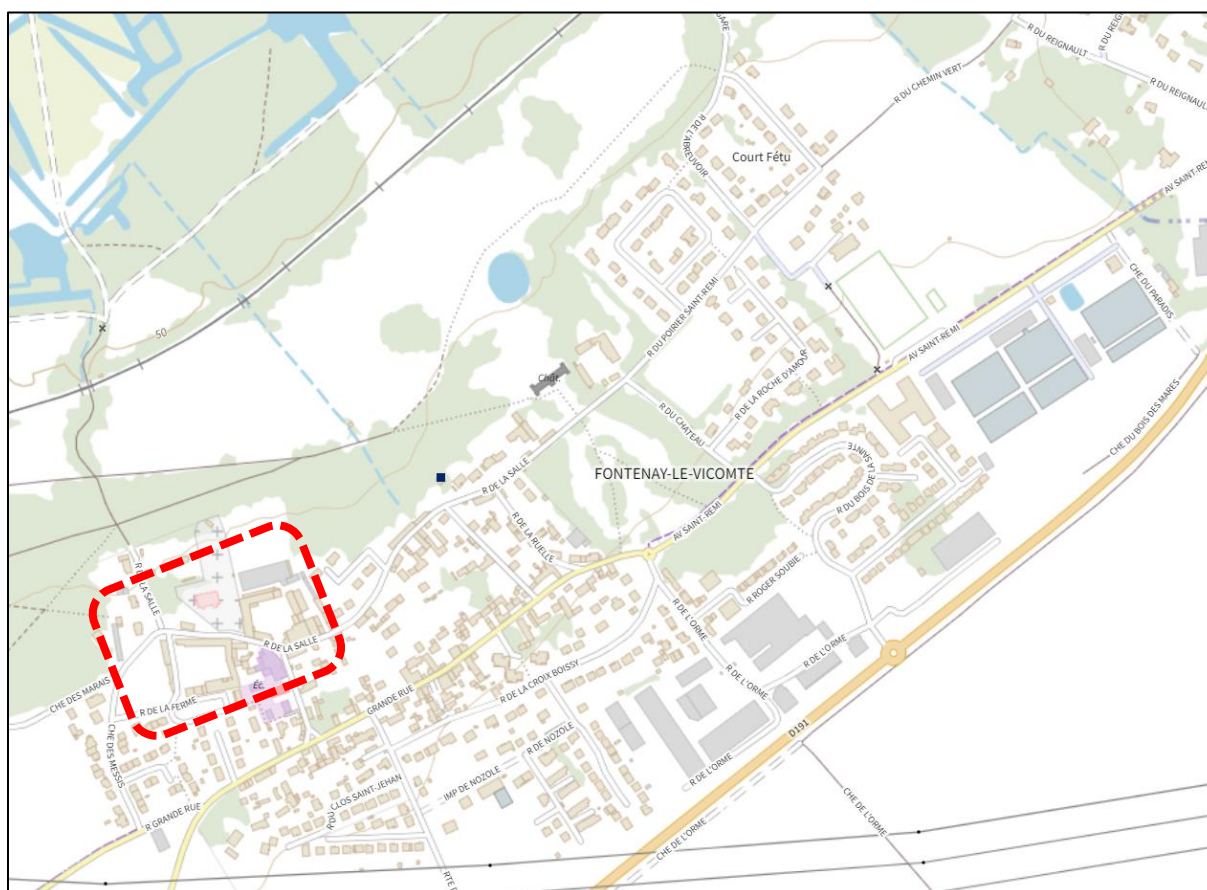 GARE
R DU REIGNAULT
R DU REIGNAULT
R DU CHEMIN VERT
R DE L'ABREUVOIR
Court Fétu
AV SAINT-REMI
CHE DU PARADIS
50
R DU POIRIER SAINT-REMI
Chât.
AV SAINT-REMI
R DE LA ROCHE D'AMOUR
CHE DU BOIS DES MARES
R DU CHATEAU
FONTENAY-LE-VICOMTE
R DE LA SALLE
R DU BOIS DE LA SAINTE
R DE LA RUELLE
AV SAINT-REMI
R DE LA SALLE
R ROGER SOUBIE
R DE L'ORME
R DE LA SALLE
R DE L'ORME
R DE L'ORME
R DE LA CROIX BOISSY
CHE DES MARAIS
Éc.
R DE LA FERME
GRANDE RUE
CHE DES MESSIS
D191
R DE NOZOLE
R DE L'ORME
IMP DE NOZOLE
R DU CLOS SAINT-JEHAN
R GRANDE RUE
CHE DE L'ORME
CHE DE L'ORME
RTE